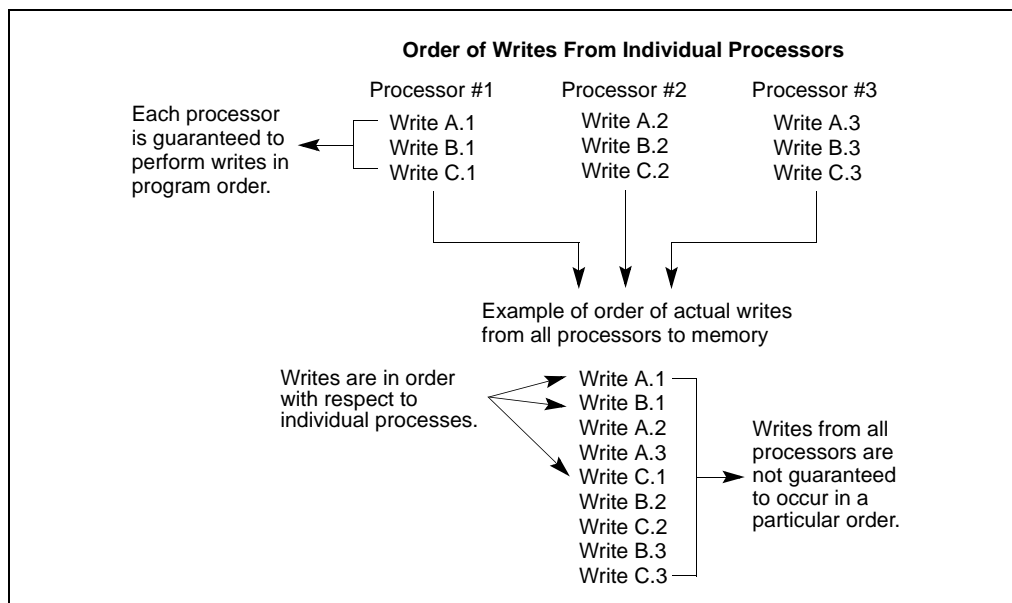 Order of Writes From Individual Processors
Processor #1
Processor #2
Processor #3
Each processor
is guaranteed to
perform writes in
program order.
Write A.1
Write B.1
Write C.1
Write A.2
Write B.2
Write C.2
Write A.3
Write B.3
Write C.3
Example of order of actual writes
from all processors to memory
Writes are in order
with respect to
individual processes.
Write A.1
Write B.1
Write A.2
Write A.3
Write C.1
Write B.2
Write C.2
Write B.3
Write C.3
Writes from all
processors are
not guaranteed
to occur in a
particular order.